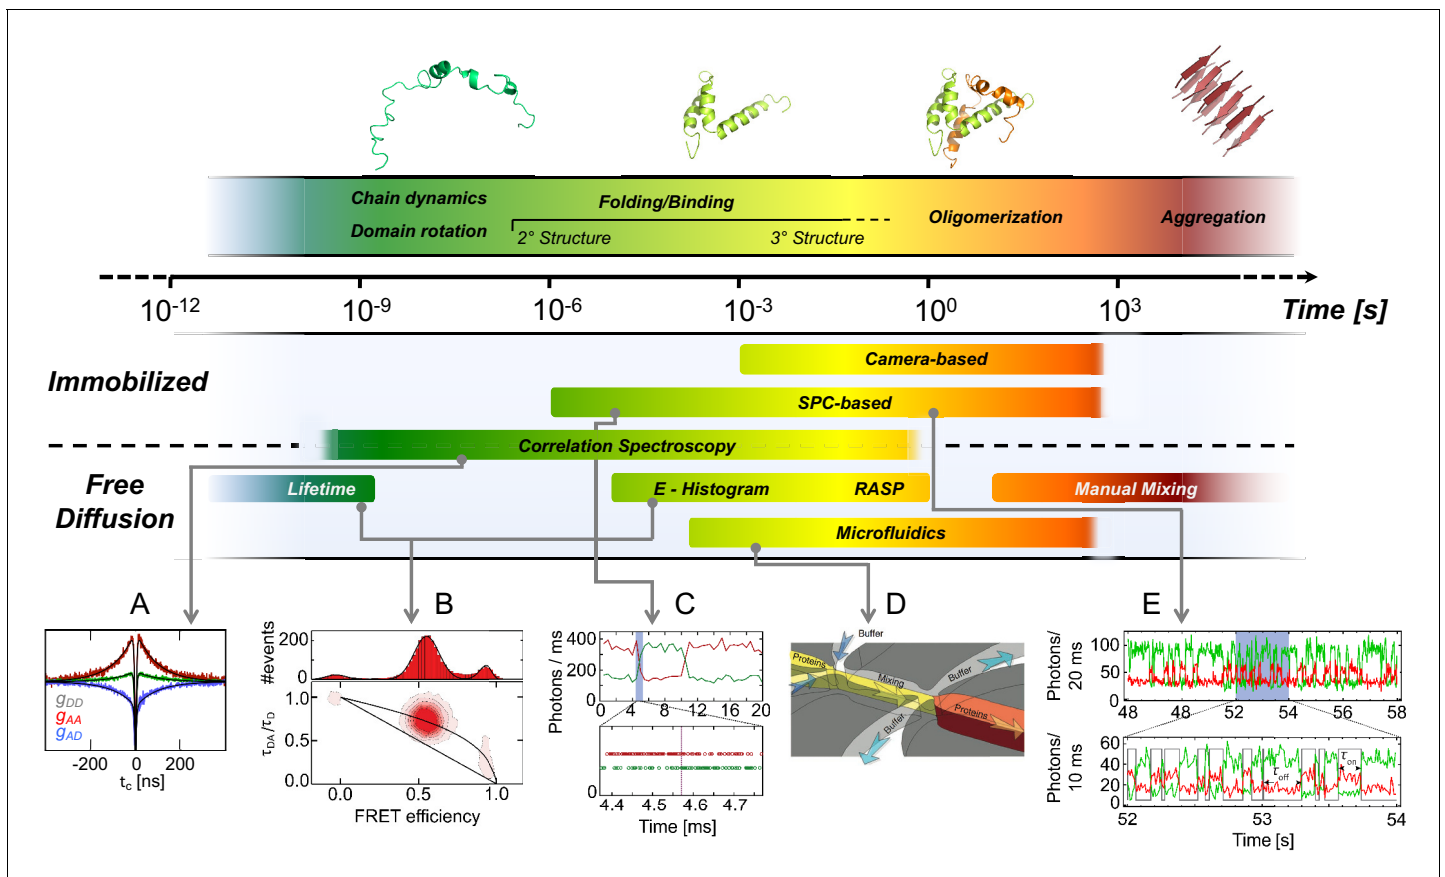 Chain dynamics
Domain rotation
Folding/Binding
2° Structure
3° Structure
Oligomerization
Aggregation
10-12
10-9
10-6
10-3
100
103
Time [s]
Immobilized
Camera-based
SPC-based
Correlation Spectroscopy
Free
Diffusion
Lifetime
E - Histogram
RASP
Manual Mixing
Microfluidics
A
gDD
gAA
gAD
-200
0
200
tc [ns]
B
#events
200
0
τDA/τD
1.0
0.5
0.0
0.0
0.5
1.0
FRET efficiency
C
Photons / ms
400
200
0
0
4
8
12
16
20
4.4
4.5
4.6
4.7
Time [ms]
D
Buffer
Proteins
Mixing
Buffer
Buffer
Proteins
E
Photons/
20 ms
100
50
0
48
48
52
54
56
58
Photons/
10 ms
60
40
20
0
τoff
τon
52
53
54
Time [s]